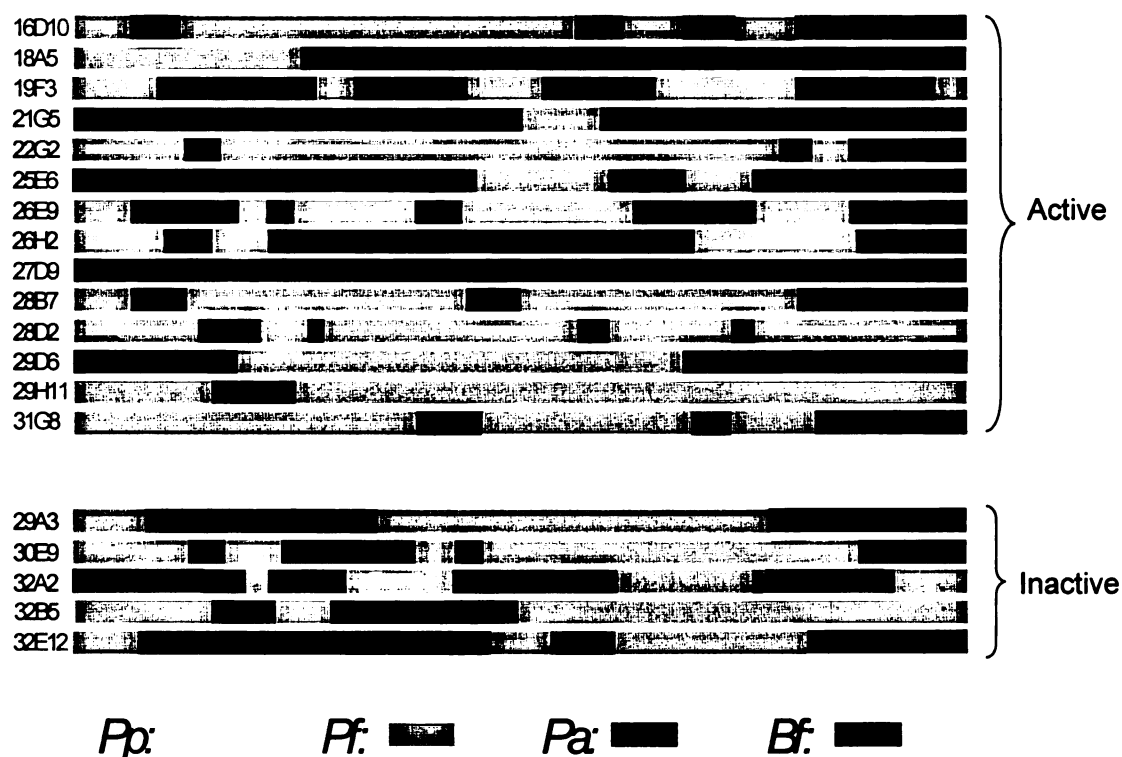 16D10
18A5
19F3
21G5
22G2
25E6
26E9
26H2
27D9
28B7
28D2
29D6
29H11
31G8
Active
29A3
30E9
32A2
32B5
32E12
Inactive
Pp: Pf: Pa: Bf: